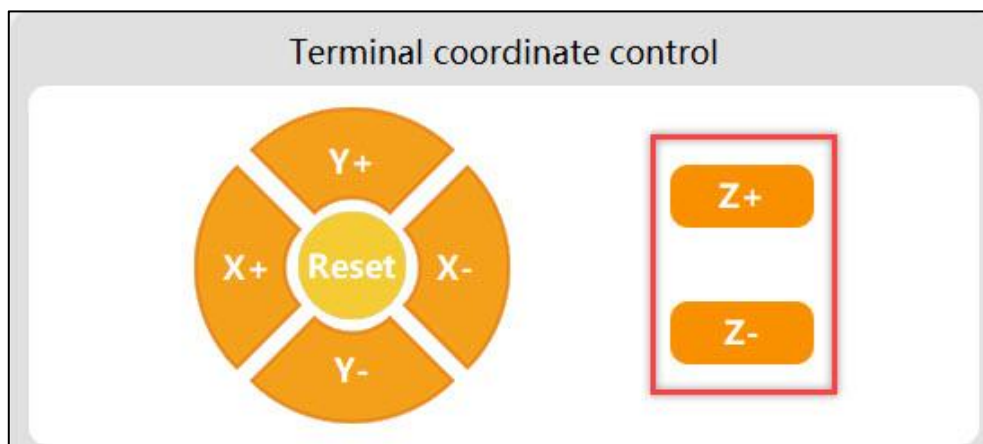 Terminal coordinate control
Y+
X+
Reset
X-
Y-
Z+
Z-